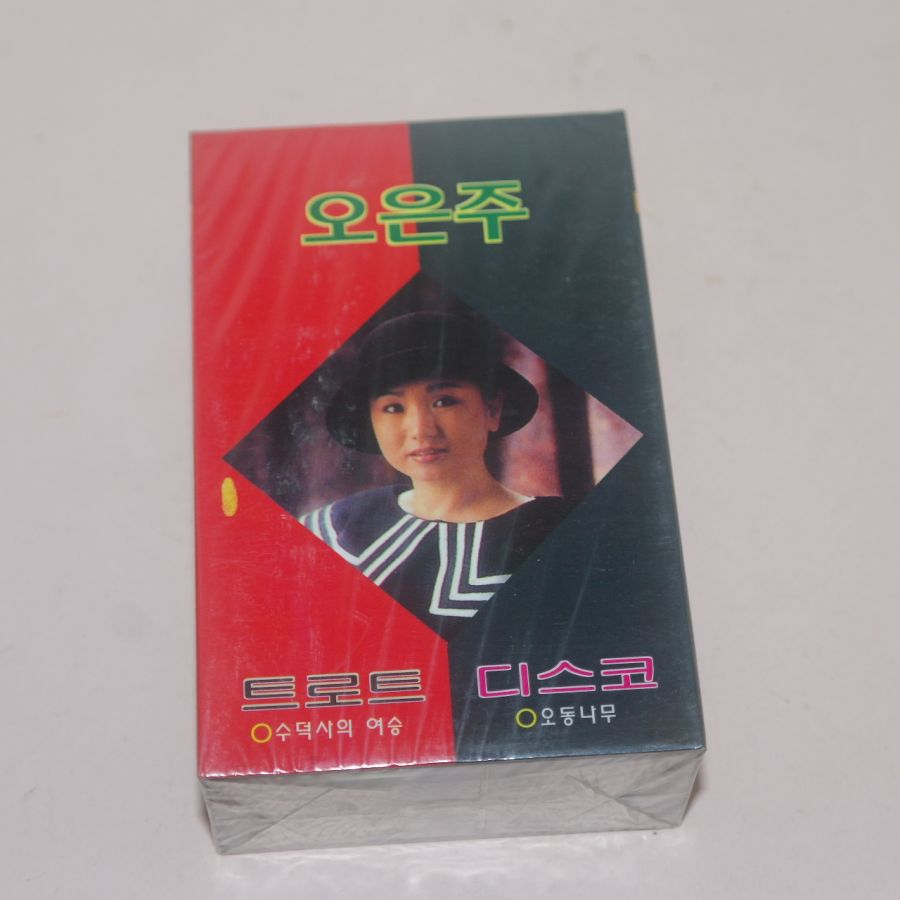 오은주
트로트 디스코
수덕사의 여승 오동나무